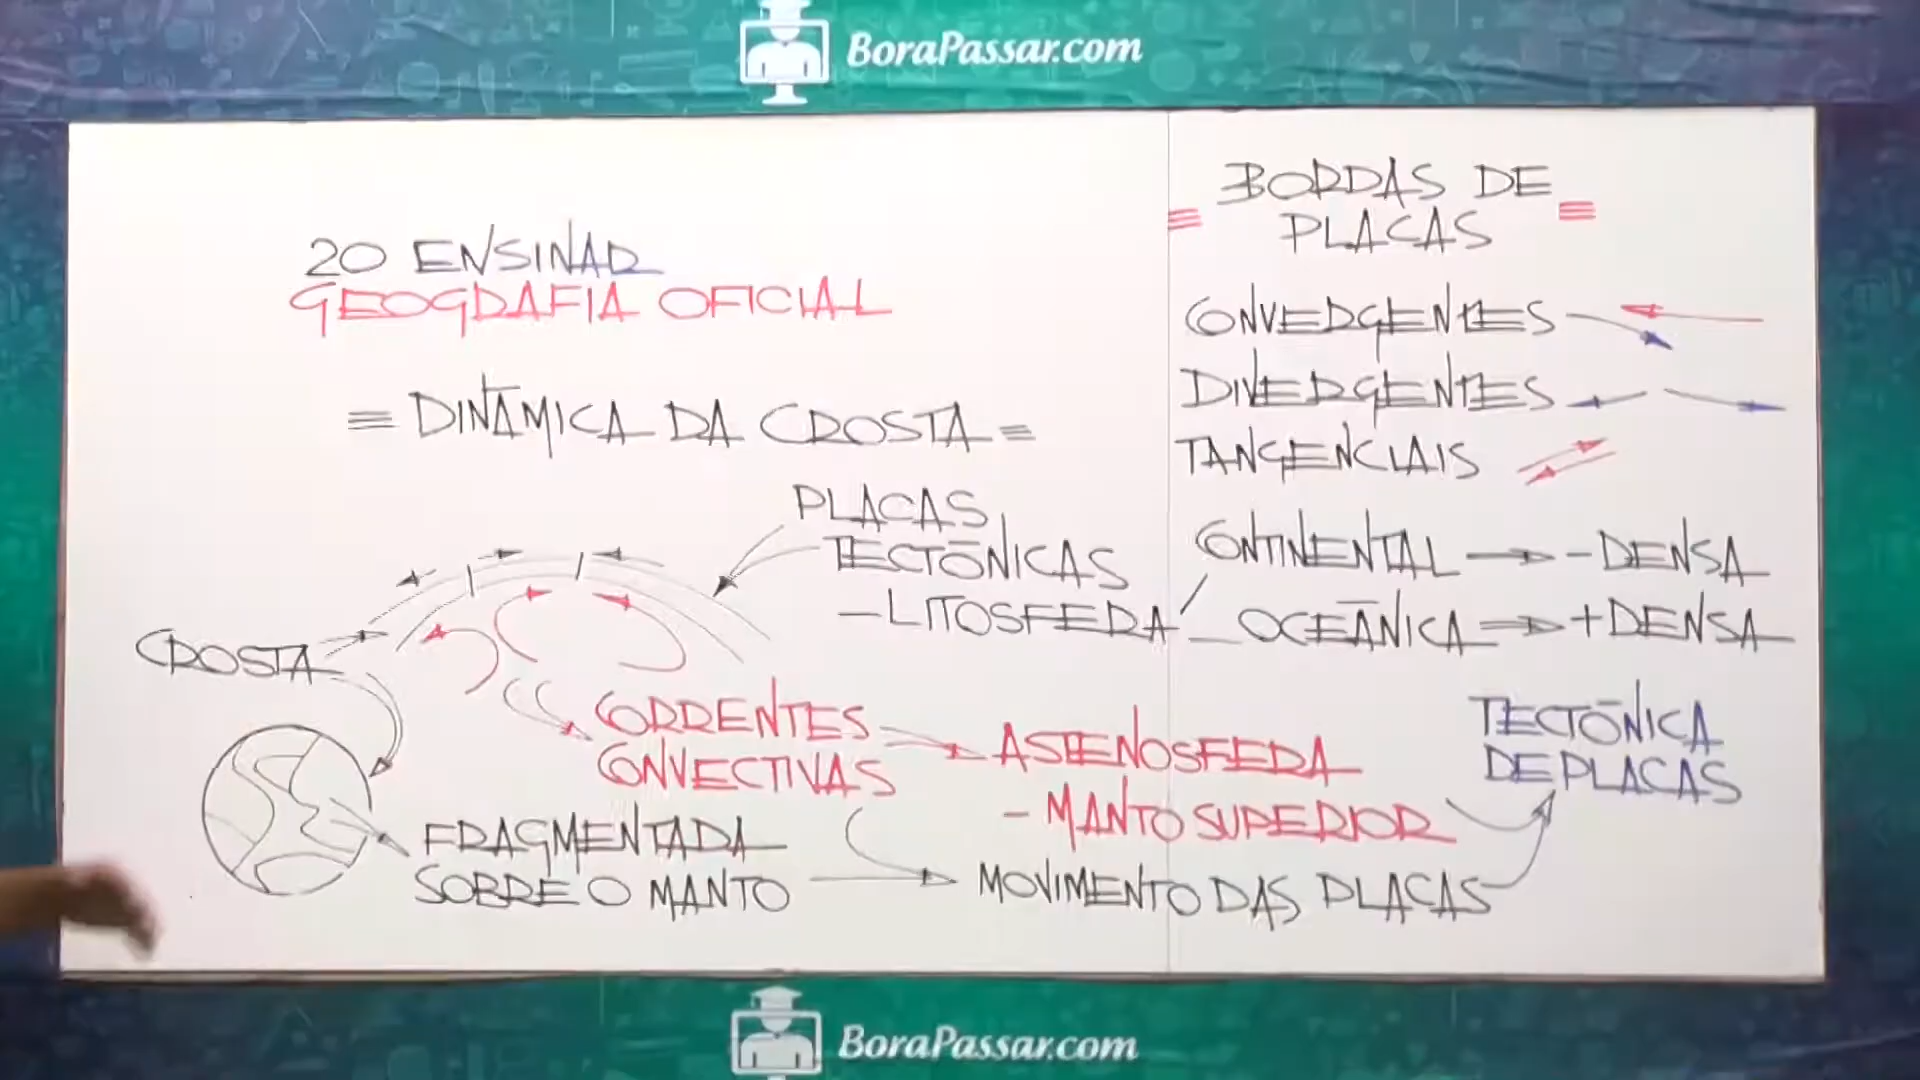 BoraPassar.com
20 ENSINAR
GEOGRAFIA OFICIAL
= DINÂMICA DA CROSTA =
PLACAS
TECTÔNICAS
- LITOSFERA
CROSTA
CORRENTES
CONVECTIVAS
ASTENOSFERA
- MANTO SUPERIOR
FRAGMENTADA
SOBRE O MANTO
MOVIMENTO DAS PLACAS
BORDAS DE
PLACAS
CONVERGENTES
DIVERGENTES
TANGENCIAIS
CONTINENTAL → - DENSA
OCEÂNICA → + DENSA
TECTÔNICA
DE PLACAS
BoraPassar.com